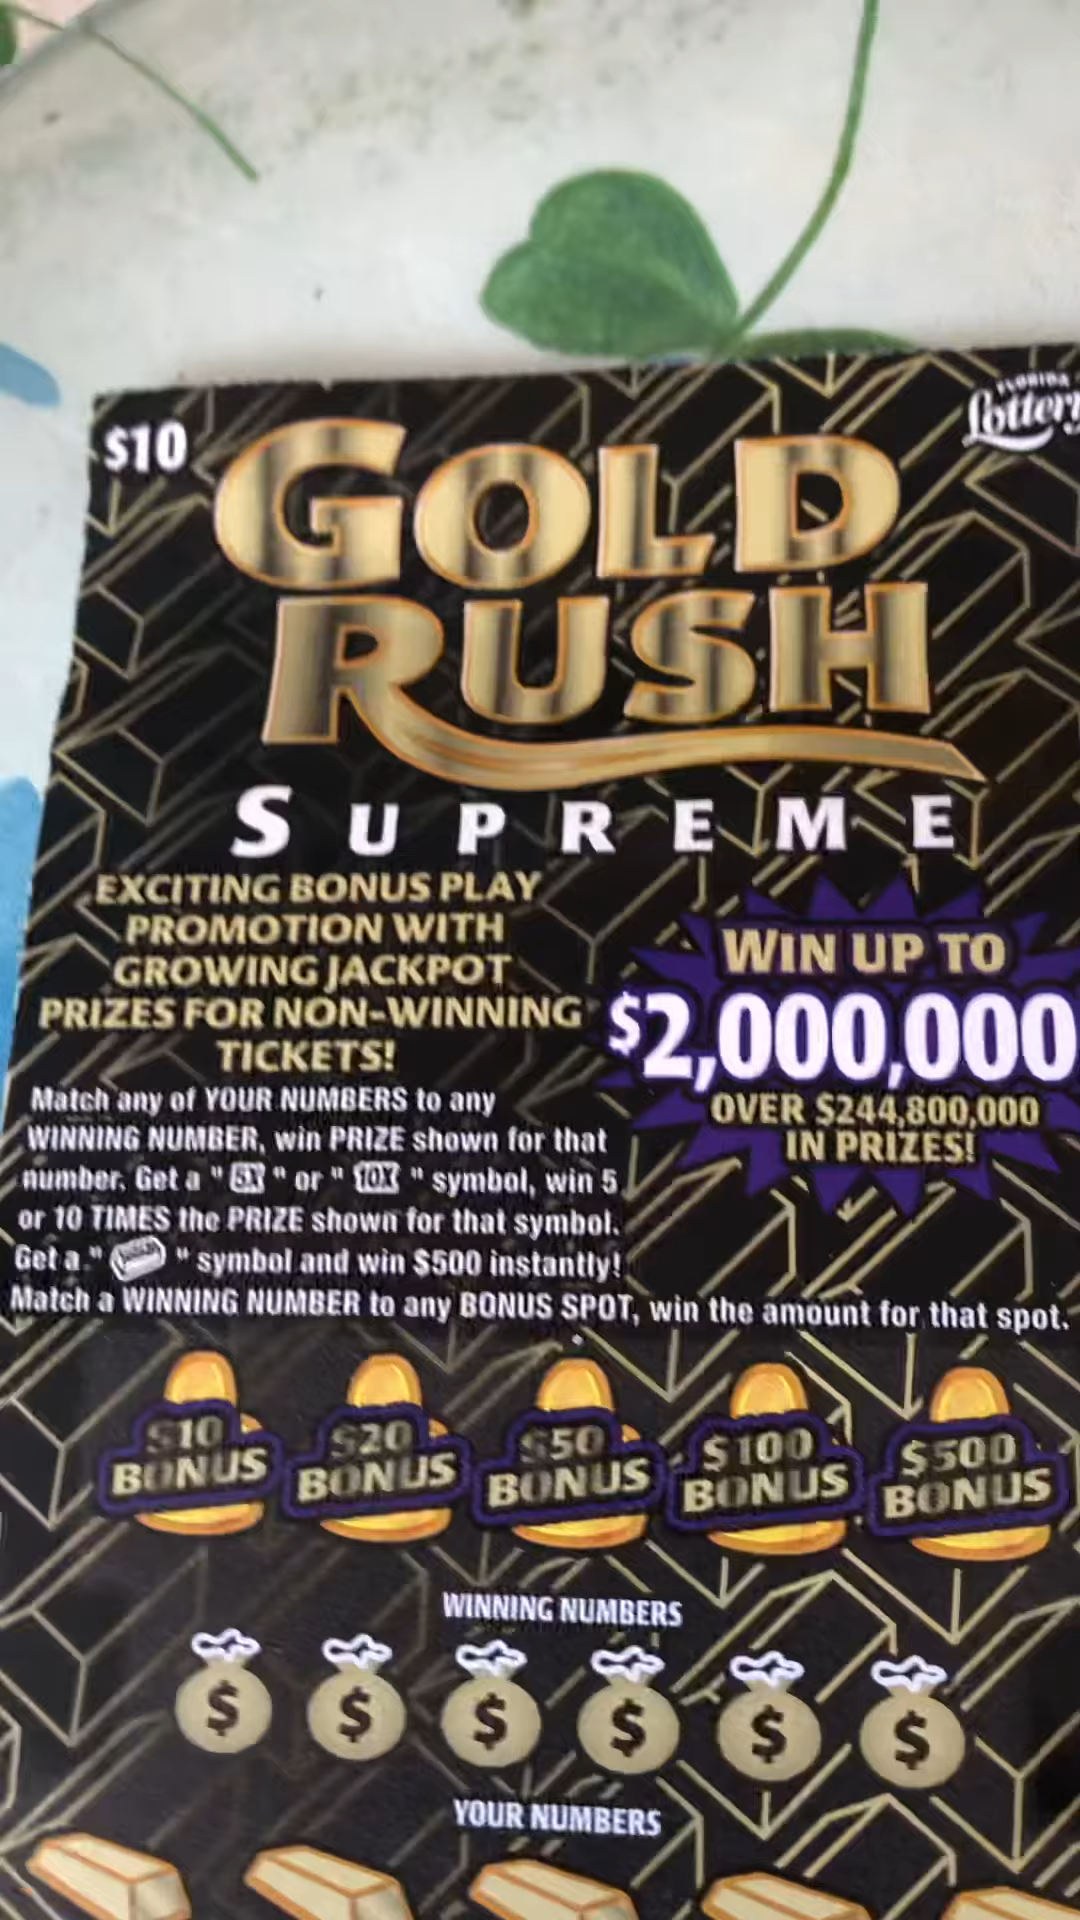 $10
FLORIDA
Lottery
GOLD
RUSH
SUPREME
EXCITING BONUS PLAY
PROMOTION WITH
GROWING JACKPOT
PRIZES FOR NON-WINNING
TICKETS!
WIN UP TO
$2,000,000
OVER $244,800,000
IN PRIZES!
Match any of YOUR NUMBERS to any
WINNING NUMBER, win PRIZE shown for that
number. Get a "5X" or "10X" symbol, win 5
or 10 TIMES the PRIZE shown for that symbol.
Get a " " symbol and win $500 instantly!
Match a WINNING NUMBER to any BONUS SPOT, win the amount for that spot.
$10 BONUS
$20 BONUS
$50 BONUS
$100 BONUS
$500 BONUS
WINNING NUMBERS
$ $ $ $ $ $
YOUR NUMBERS